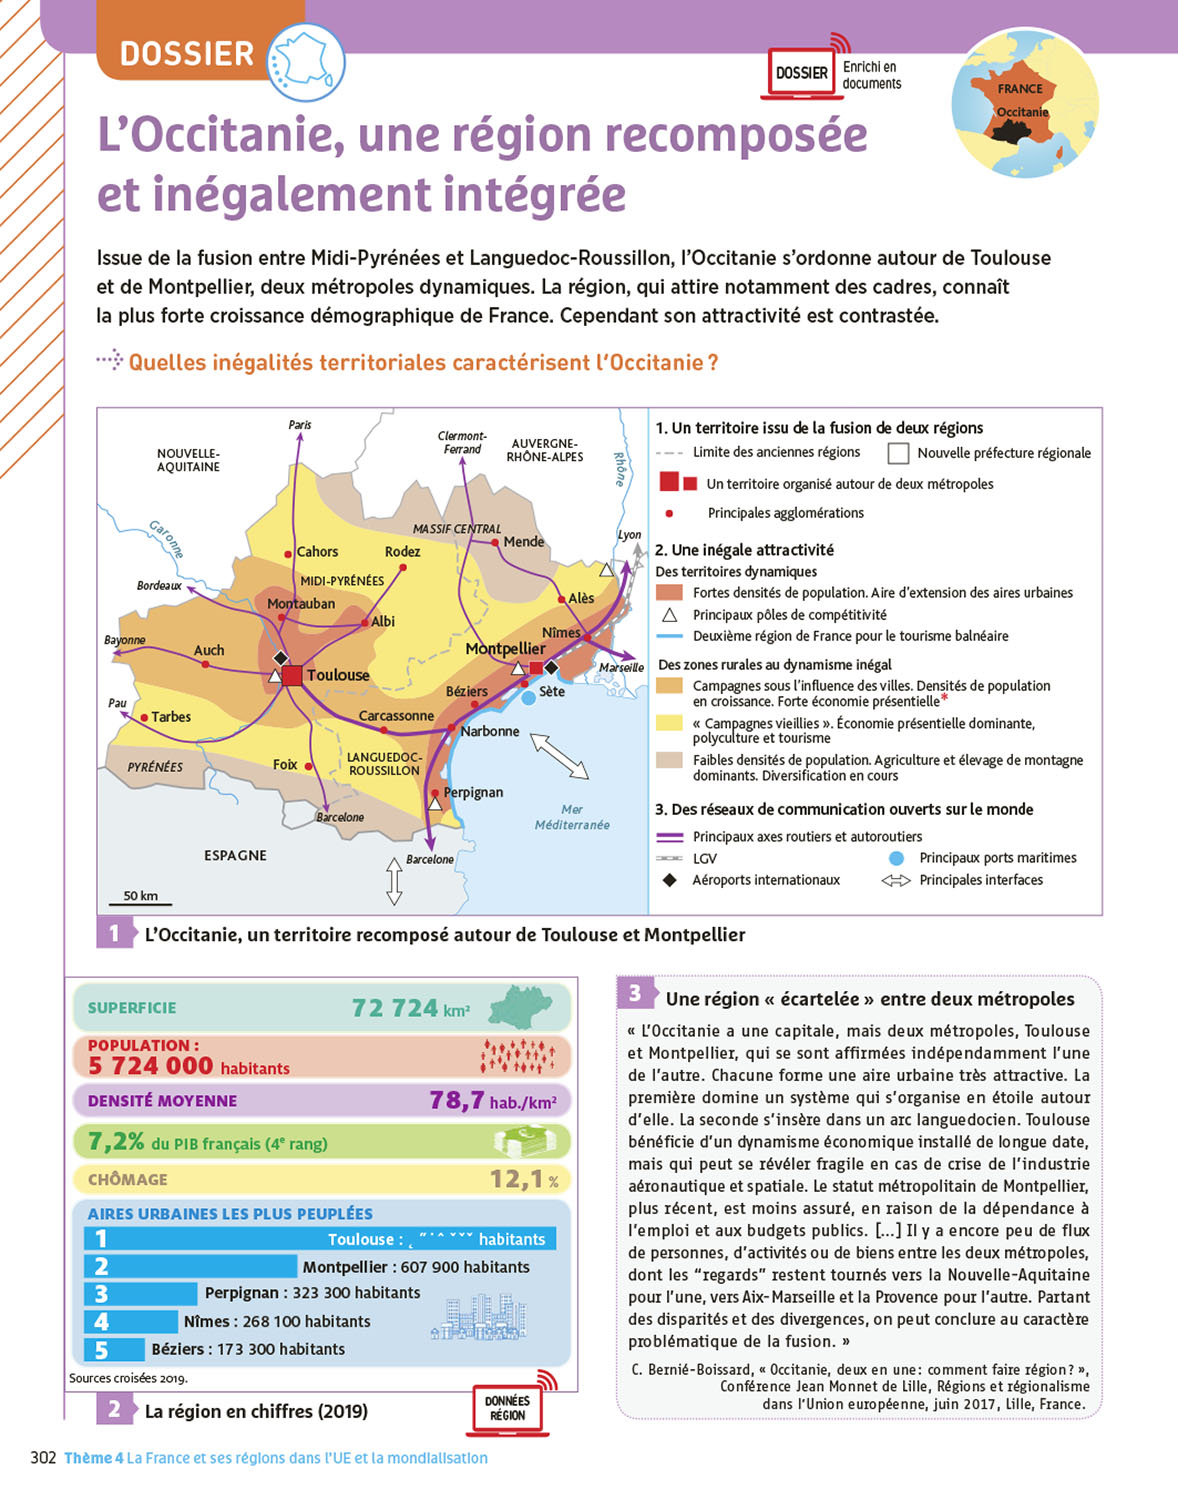 DOSSIER
DOSSIER
Enrichi en
documents
FRANCE
Occitanie
L'Occitanie, une région recomposée
et inégalement intégrée
Issue de la fusion entre Midi-Pyrénées et Languedoc-Roussillon, l'Occitanie s'ordonne autour de Toulouse
et de Montpellier, deux métropoles dynamiques. La région, qui attire notamment des cadres, connaît
la plus forte croissance démographique de France. Cependant son attractivité est contrastée.
Quelles inégalités territoriales caractérisent l'Occitanie ?
Paris
Clermont-
Ferrand
NOUVELLE-
AQUITAINE
AUVERGNE-
RHÔNE-ALPES
Rhône
Garonne
MASSIF CENTRAL
Lyon
Cahors
Rodez
Mende
MIDI-PYRÉNÉES
Bordeaux
Montauban
Albi
Alès
Nîmes
Bayonne
Auch
Montpellier
Marseille
Toulouse
Béziers
Sète
Pau
Tarbes
Carcassonne
Narbonne
PYRÉNÉES
Foix
LANGUEDOC-
ROUSSILLON
Perpignan
Barcelone
Mer
Méditerranée
ESPAGNE
Barcelone
50 km
1. Un territoire issu de la fusion de deux régions
Limite des anciennes régions
Nouvelle préfecture régionale
Un territoire organisé autour de deux métropoles
Principales agglomérations
2. Une inégale attractivité
Des territoires dynamiques
Fortes densités de population. Aire d'extension des aires urbaines
Principaux pôles de compétitivité
Deuxième région de France pour le tourisme balnéaire
Des zones rurales au dynamisme inégal
Campagnes sous l'influence des villes. Densités de population
en croissance. Forte économie présentielle*
« Campagnes vieillies ». Économie présentielle dominante,
polyculture et tourisme
Faibles densités de population. Agriculture et élevage de montagne
dominants. Diversification en cours
3. Des réseaux de communication ouverts sur le monde
Principaux axes routiers et autoroutiers
LGV
Principaux ports maritimes
Aéroports internationaux
Principales interfaces
1 L'Occitanie, un territoire recomposé autour de Toulouse et Montpellier
SUPERFICIE 72 724 km²
POPULATION :
5 724 000 habitants
DENSITÉ MOYENNE 78,7 hab./km²
7,2% du PIB français (4e rang)
CHÔMAGE 12,1 %
AIRES URBAINES LES PLUS PEUPLÉES
1 Toulouse : habitants
2 Montpellier : 607 900 habitants
3 Perpignan : 323 300 habitants
4 Nîmes : 268 100 habitants
5 Béziers : 173 300 habitants
Sources croisées 2019.
2 La région en chiffres (2019)
DONNÉES
RÉGION
3 Une région « écartelée » entre deux métropoles
« L'Occitanie a une capitale, mais deux métropoles, Toulouse
et Montpellier, qui se sont affirmées indépendamment l'une
de l'autre. Chacune forme une aire urbaine très attractive. La
première domine un système qui s'organise en étoile autour
d'elle. La seconde s'insère dans un arc languedocien. Toulouse
bénéficie d'un dynamisme économique installé de longue date,
mais qui peut se révéler fragile en cas de crise de l'industrie
aéronautique et spatiale. Le statut métropolitain de Montpellier,
plus récent, est moins assuré, en raison de la dépendance à
l'emploi et aux budgets publics. [...] Il y a encore peu de flux
de personnes, d'activités ou de biens entre les deux métropoles,
dont les “regards” restent tournés vers la Nouvelle-Aquitaine
pour l'une, vers Aix-Marseille et la Provence pour l'autre. Partant
des disparités et des divergences, on peut conclure au caractère
problématique de la fusion. »
C. Bernié-Boissard, « Occitanie, deux en une : comment faire région ? »,
Conférence Jean Monnet de Lille, Régions et régionalisme
dans l'Union européenne, juin 2017, Lille, France.
302 Thème 4 La France et ses régions dans l'UE et la mondialisation